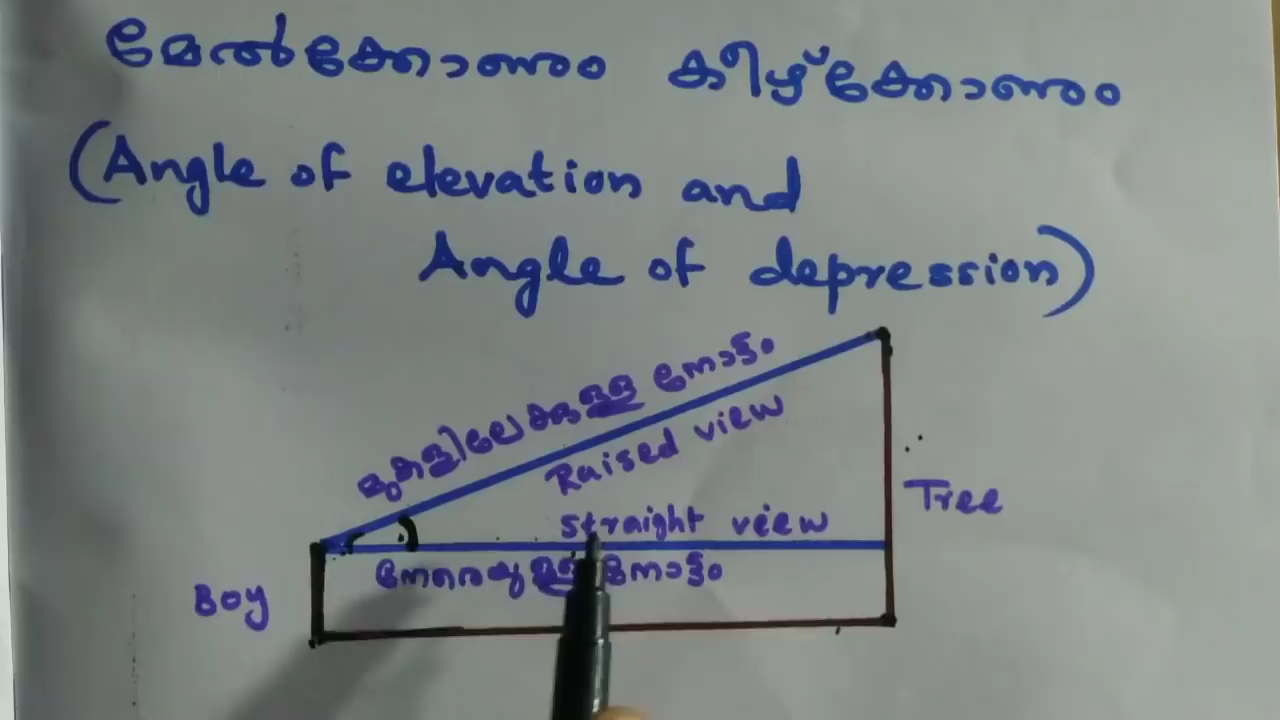 മേൽക്കോണും കീഴ്ക്കോണും
(Angle of elevation and
Angle of depression)
മുകളിലേക്കുള്ള നോട്ടം
Raised view
Tree
straight view
നേരെയുള്ള നോട്ടം
Boy